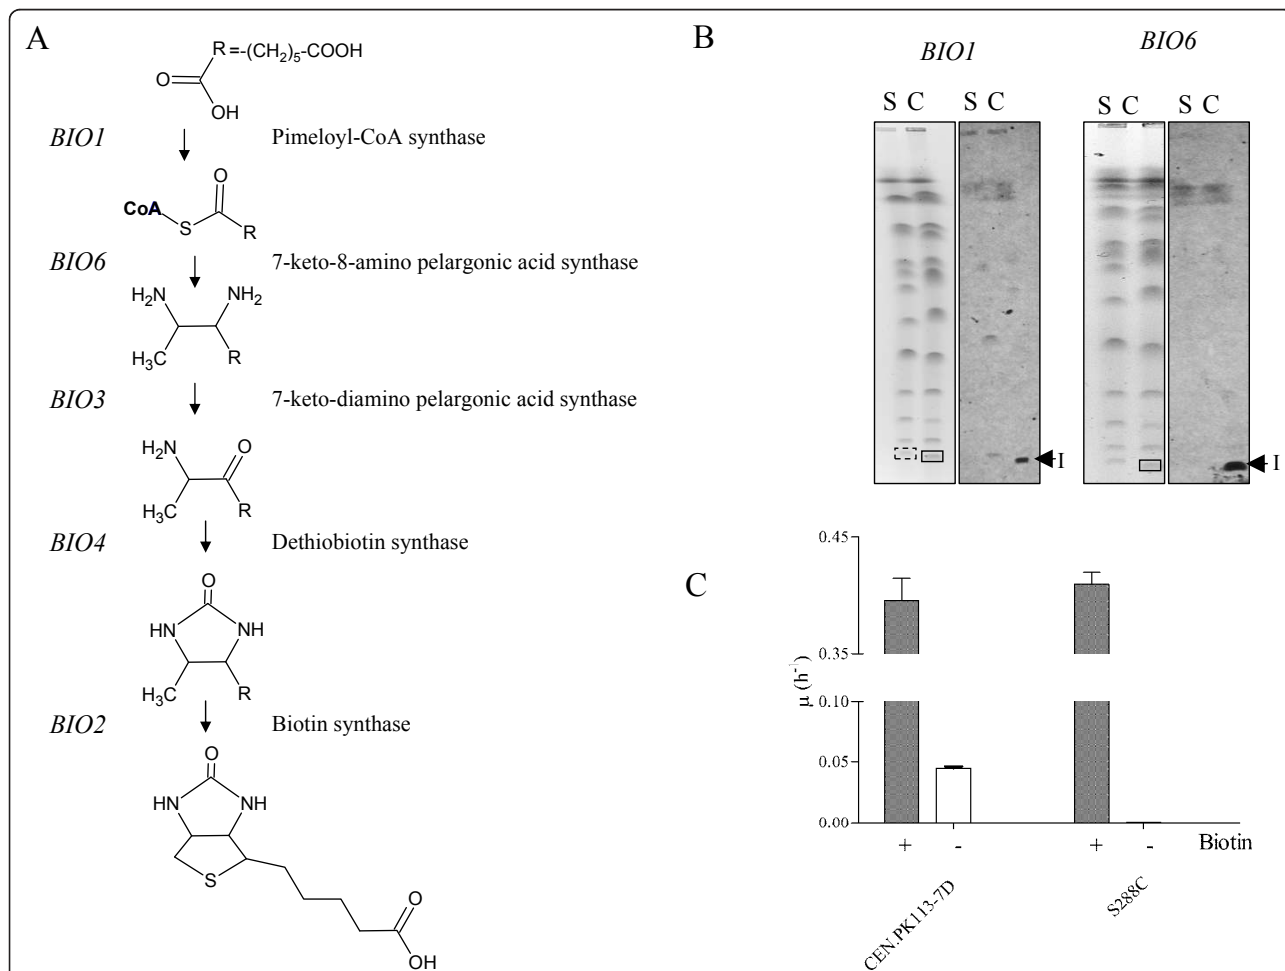 A
R =-(CH2)5-COOH
O
OH
BIO1 Pimeloyl-CoA synthase
O
CoA
S R
BIO6 7-keto-8-amino pelargonic acid synthase
H2N NH2
H3C R
BIO3 7-keto-diamino pelargonic acid synthase
H2N O
H3C R
BIO4 Dethiobiotin synthase
O
HN NH
H3C R
BIO2 Biotin synthase
O
HN NH
S
O
OH
B
BIO1 BIO6
S C S C S C S C
I I
C
0.45
0.35
0.10
0.05
0.00
μ (h-1)
+ - + - Biotin
CEN.PK113-7D
S288C